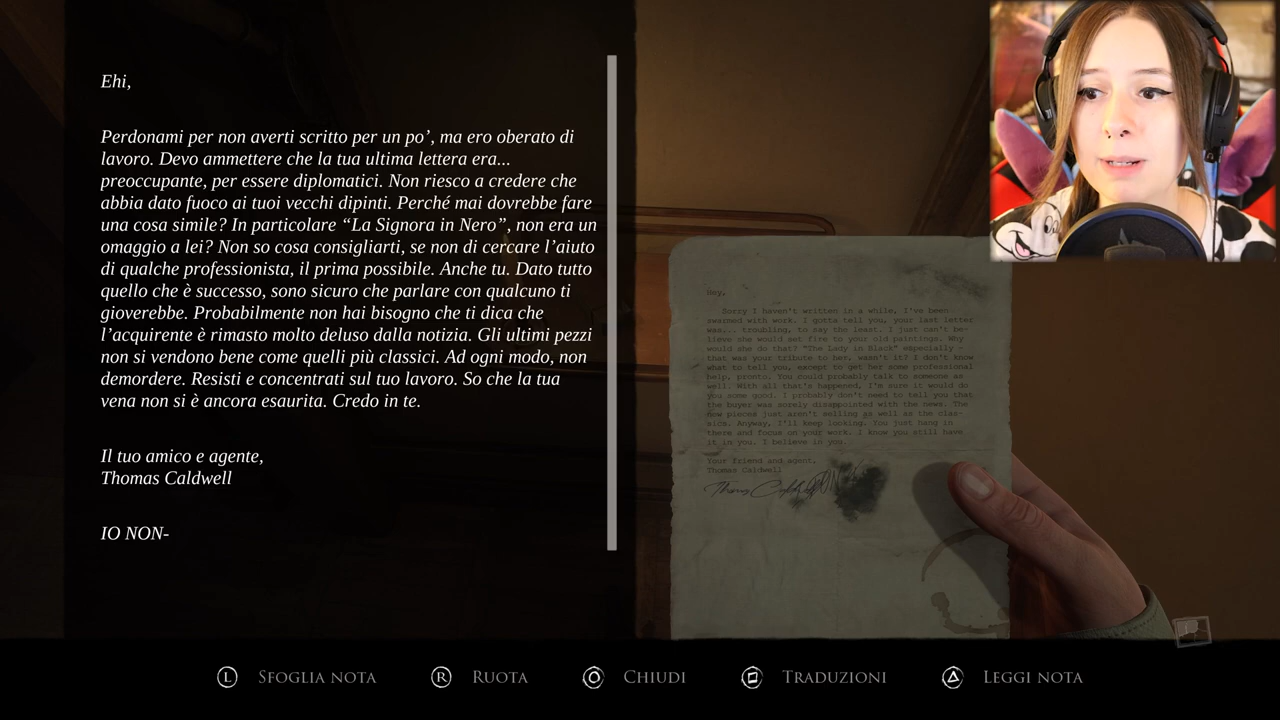 Ehi,
Perdonami per non averti scritto per un po’, ma ero oberato di
lavoro. Devo ammettere che la tua ultima lettera era...
preoccupante, per essere diplomatici. Non riesco a credere che
abbia dato fuoco ai tuoi vecchi dipinti. Perché mai dovrebbe fare
una cosa simile? In particolare “La Signora in Nero”, non era un
omaggio a lei? Non so cosa consigliarti, se non di cercare l’aiuto
di qualche professionista, il prima possibile. Anche tu. Dato tutto
quello che è successo, sono sicuro che parlare con qualcuno ti
gioverebbe. Probabilmente non hai bisogno che ti dica che
l’acquirente è rimasto molto deluso dalla notizia. Gli ultimi pezzi
non si vendono bene come quelli più classici. Ad ogni modo, non
demordere. Resisti e concentrati sul tuo lavoro. So che la tua
vena non si è ancora esaurita. Credo in te.
Il tuo amico e agente,
Thomas Caldwell
IO NON-
Hey,
Sorry I haven't written in a while, I've been
swarmed with work. I gotta tell you, your last letter
was... troubling, to say the least. I just can't be-
lieve she would set fire to your old paintings. Why
would she do that? "The Lady in Black" especially –
that was your tribute to her, wasn't it? I don't know
what to tell you, except to get her some professional
help, pronto. You could probably talk to someone as
well. With all that's happened, I'm sure it would do
you some good. I probably don't need to tell you that
the buyer was sorely disappointed with the news. The
new pieces just aren't selling as well as the clas-
sics. Anyway, I'll keep looking. You just hang in
there and focus on your work. I know you still have
it in you. I believe in you.
Your friend and agent,
Thomas Caldwell
L SFOGLIA NOTA R RUOTA CHIUDI TRADUZIONI LEGGI NOTA